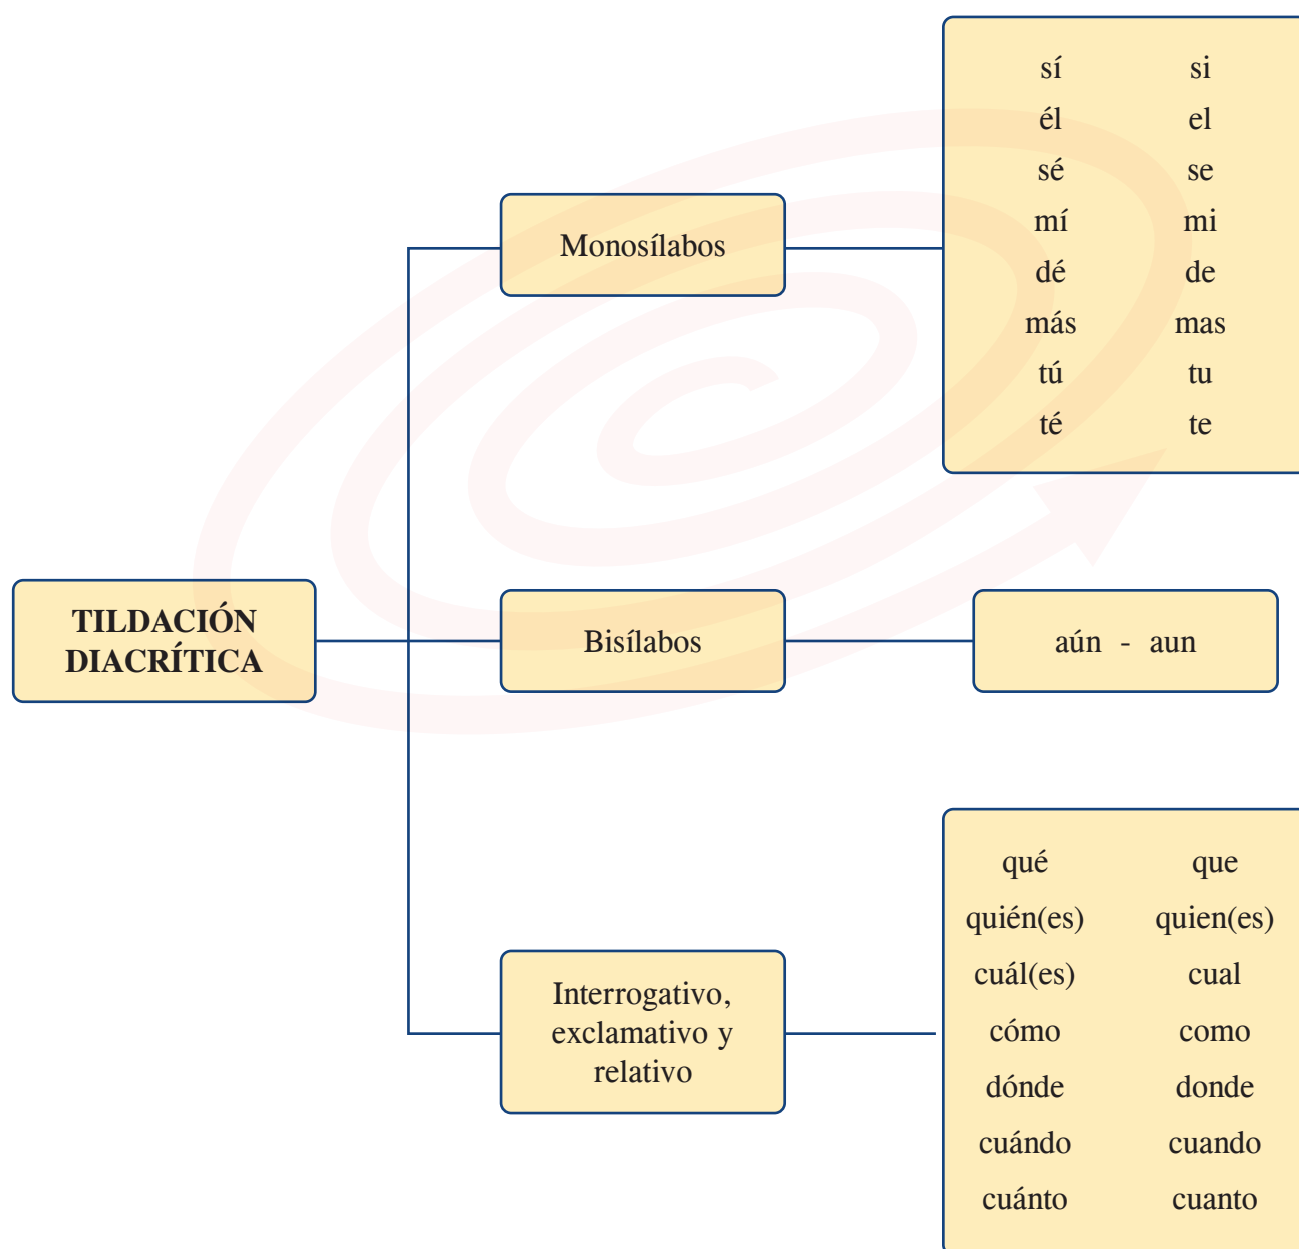 sí si
él el
sé se
mí mi
dé de
más mas
tú tu
té te
Monosílabos
TILDACIÓN
DIACRÍTICA
Bisílabos
aún - aun
qué que
quién(es) quien(es)
cuál(es) cual
cómo como
dónde donde
cuándo cuando
cuánto cuanto
Interrogativo,
exclamativo y
relativo